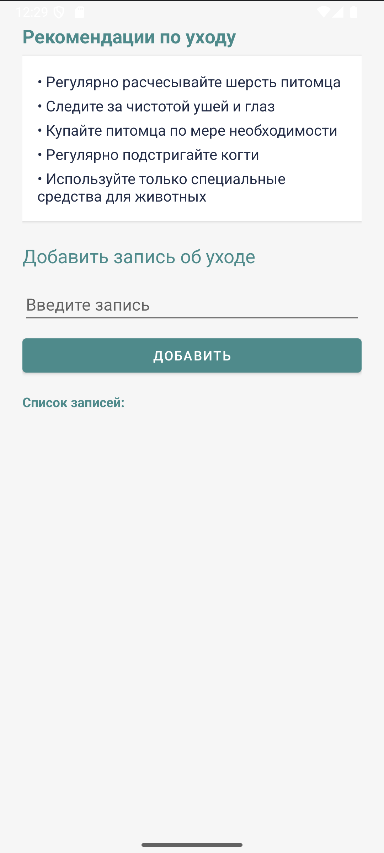 12:29
Рекомендации по уходу
• Регулярно расчесывайте шерсть питомца
• Следите за чистотой ушей и глаз
• Купайте питомца по мере необходимости
• Регулярно подстригайте когти
• Используйте только специальные
средства для животных
Добавить запись об уходе
Введите запись
ДОБАВИТЬ
Список записей: